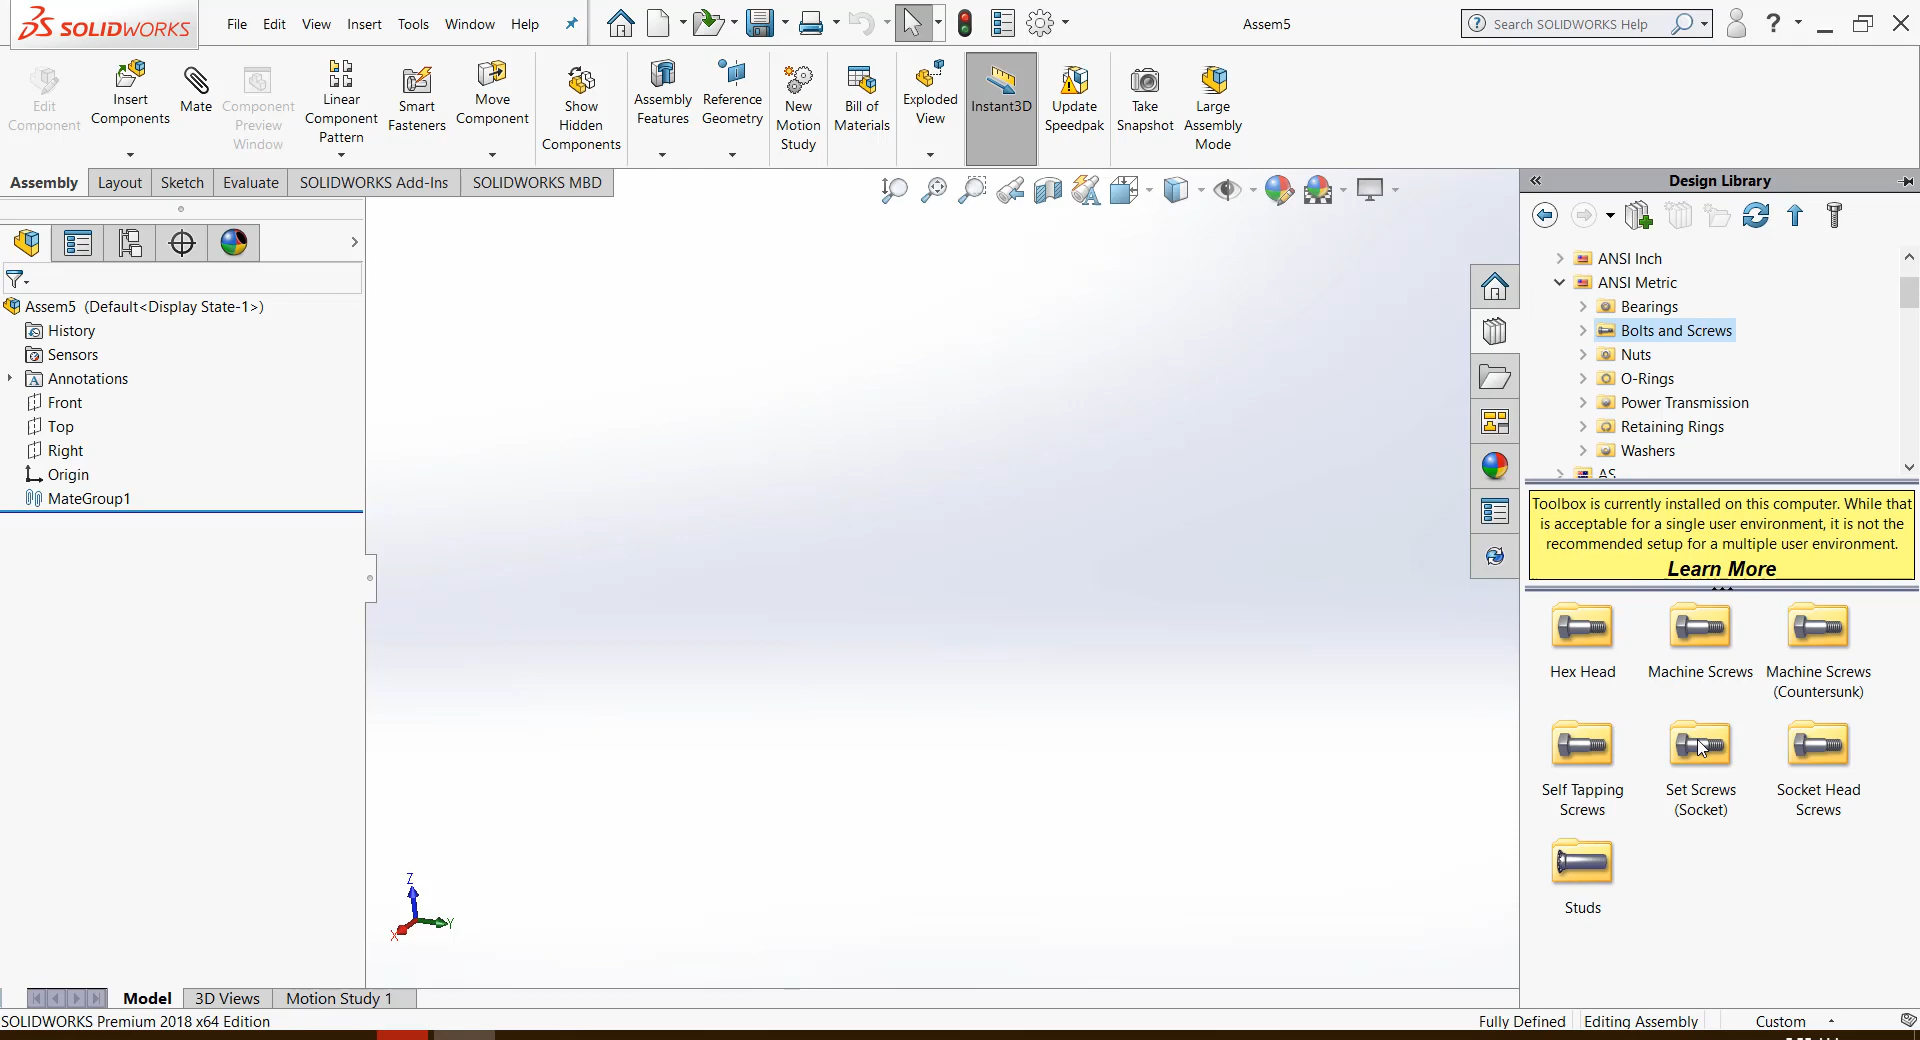 SOLIDWORKS
File Edit View Insert Tools Window Help
Assem5
Search SOLIDWORKS Help
Edit Component
Insert Components
Mate
Component Preview Window
Linear Component Pattern
Smart Fasteners
Move Component
Show Hidden Components
Assembly Features
Reference Geometry
New Motion Study
Bill of Materials
Exploded View
Instant3D
Update Speedpak
Take Snapshot
Large Assembly Mode
Assembly Layout Sketch Evaluate SOLIDWORKS Add-Ins SOLIDWORKS MBD
Assem5 (Default<Display State-1>)
History
Sensors
Annotations
Front
Top
Right
Origin
MateGroup1
Z
Y
X
Design Library
ANSI Inch
ANSI Metric
Bearings
Bolts and Screws
Nuts
O-Rings
Power Transmission
Retaining Rings
Washers
AS
Toolbox is currently installed on this computer. While that
is acceptable for a single user environment, it is not the
recommended setup for a multiple user environment.
Learn More
Hex Head
Machine Screws
Machine Screws
(Countersunk)
Self Tapping
Screws
Set Screws
(Socket)
Socket Head
Screws
Studs
Model 3D Views Motion Study 1
SOLIDWORKS Premium 2018 x64 Edition
Fully Defined Editing Assembly Custom